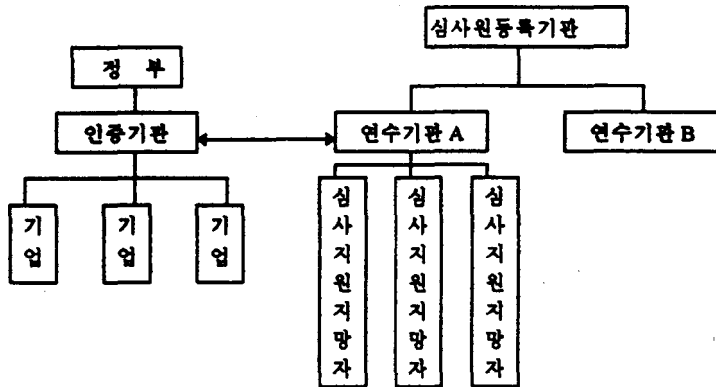 심사원등록기관
정 부
인증기관
연수기관 A
연수기관 B
기업
기업
기업
심사지원지망자
심사지원지망자
심사지원지망자